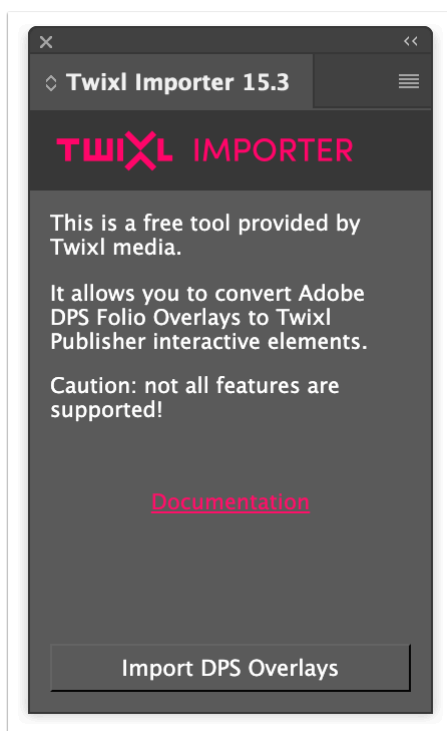 Twixl Importer 15.3
TWIXL IMPORTER
This is a free tool provided by
Twixl media.
It allows you to convert Adobe
DPS Folio Overlays to Twixl
Publisher interactive elements.
Caution: not all features are
supported!
Documentation
Import DPS Overlays